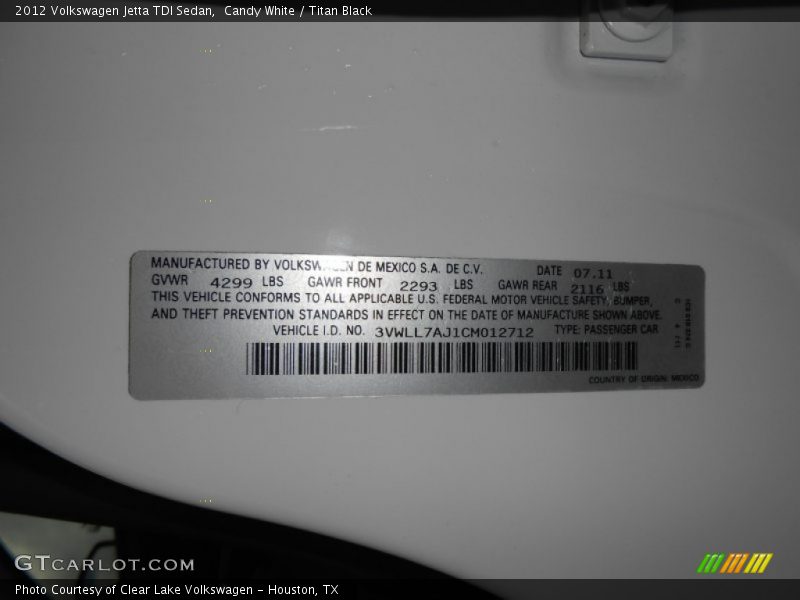 2012 Volkswagen Jetta TDI Sedan,  Candy White / Titan Black
MANUFACTURED BY VOLKSWAGEN DE MEXICO S.A. DE C.V. DATE 07.11
GVWR 4299 LBS GAWR FRONT 2293 LBS GAWR REAR 2116 LBS
THIS VEHICLE CONFORMS TO ALL APPLICABLE U.S. FEDERAL MOTOR VEHICLE SAFETY, BUMPER,
AND THEFT PREVENTION STANDARDS IN EFFECT ON THE DATE OF MANUFACTURE SHOWN ABOVE.
VEHICLE I.D. NO. 3VWLL7AJ1CM012712 TYPE: PASSENGER CAR
COUNTRY OF ORIGIN: MEXICO
GTCARLOT.COM
Photo Courtesy of Clear Lake Volkswagen - Houston, TX